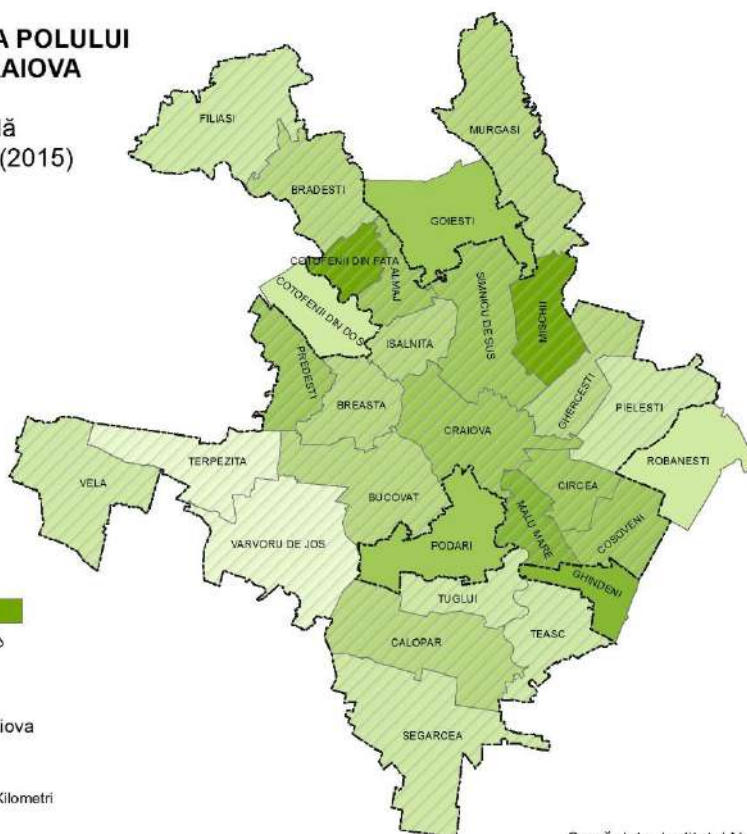 A POLULUI
RAIOVA
(2015)
FILIASI
MURGASI
BRADESTI
GOIESTI
COTOFENII DIN FATA
ALMAJ
SIMNICU DE SUS
COTOFENII DIN DOS
MISCHII
ISALNITA
PREDESTI
GHERCESTI
BREASTA
PIELESTI
CRAIOVA
ROBANESTI
TERPEZITA
VELA
CIRCEA
BUCOVAT
MALU MARE
COSOVENI
VARVORU DE JOS
PODARI
GHINDENI
TUGLUI
TEASC
CALOPAR
iova
SEGARCEA
Kilometri